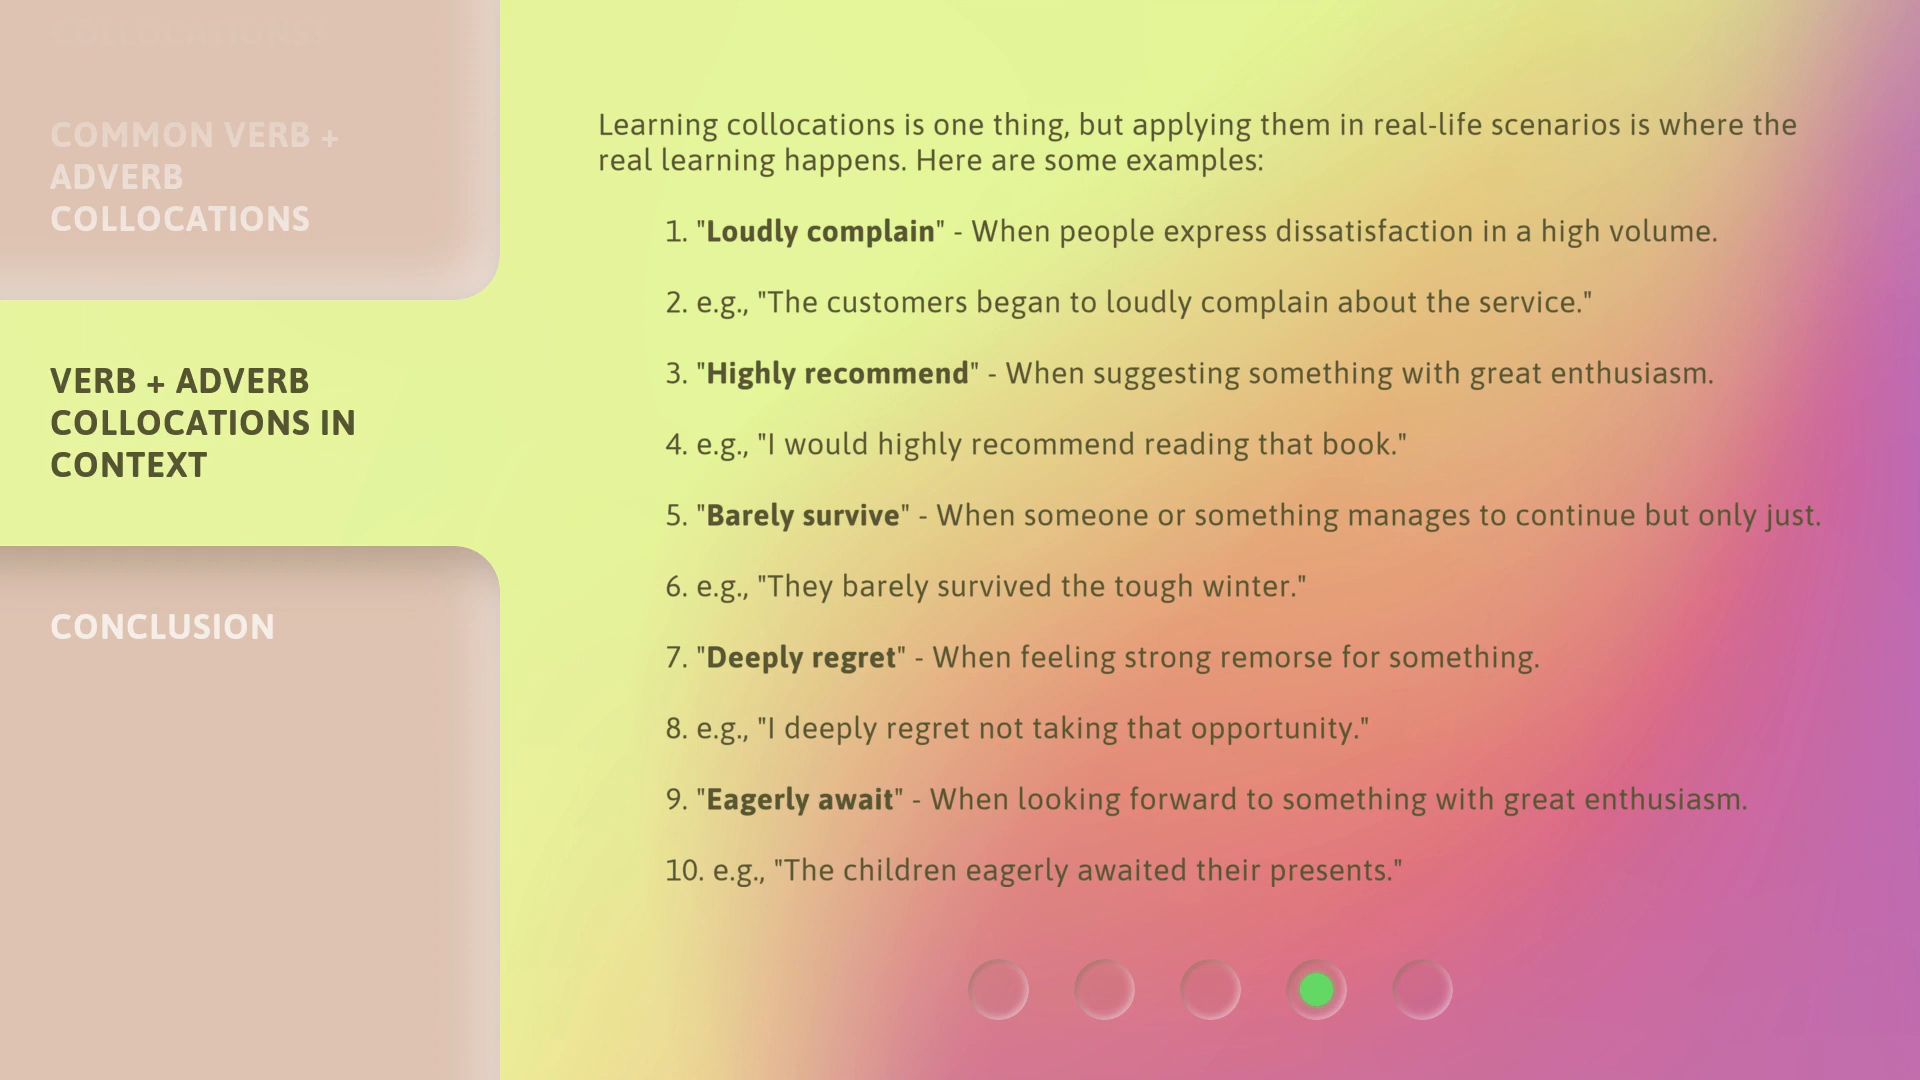 COLLOCATIONS?
COMMON VERB +
ADVERB
COLLOCATIONS
VERB + ADVERB
COLLOCATIONS IN
CONTEXT
CONCLUSION
Learning collocations is one thing, but applying them in real-life scenarios is where the
real learning happens. Here are some examples:
1. "Loudly complain" - When people express dissatisfaction in a high volume.
2. e.g., "The customers began to loudly complain about the service."
3. "Highly recommend" - When suggesting something with great enthusiasm.
4. e.g., "I would highly recommend reading that book."
5. "Barely survive" - When someone or something manages to continue but only just.
6. e.g., "They barely survived the tough winter."
7. "Deeply regret" - When feeling strong remorse for something.
8. e.g., "I deeply regret not taking that opportunity."
9. "Eagerly await" - When looking forward to something with great enthusiasm.
10. e.g., "The children eagerly awaited their presents."